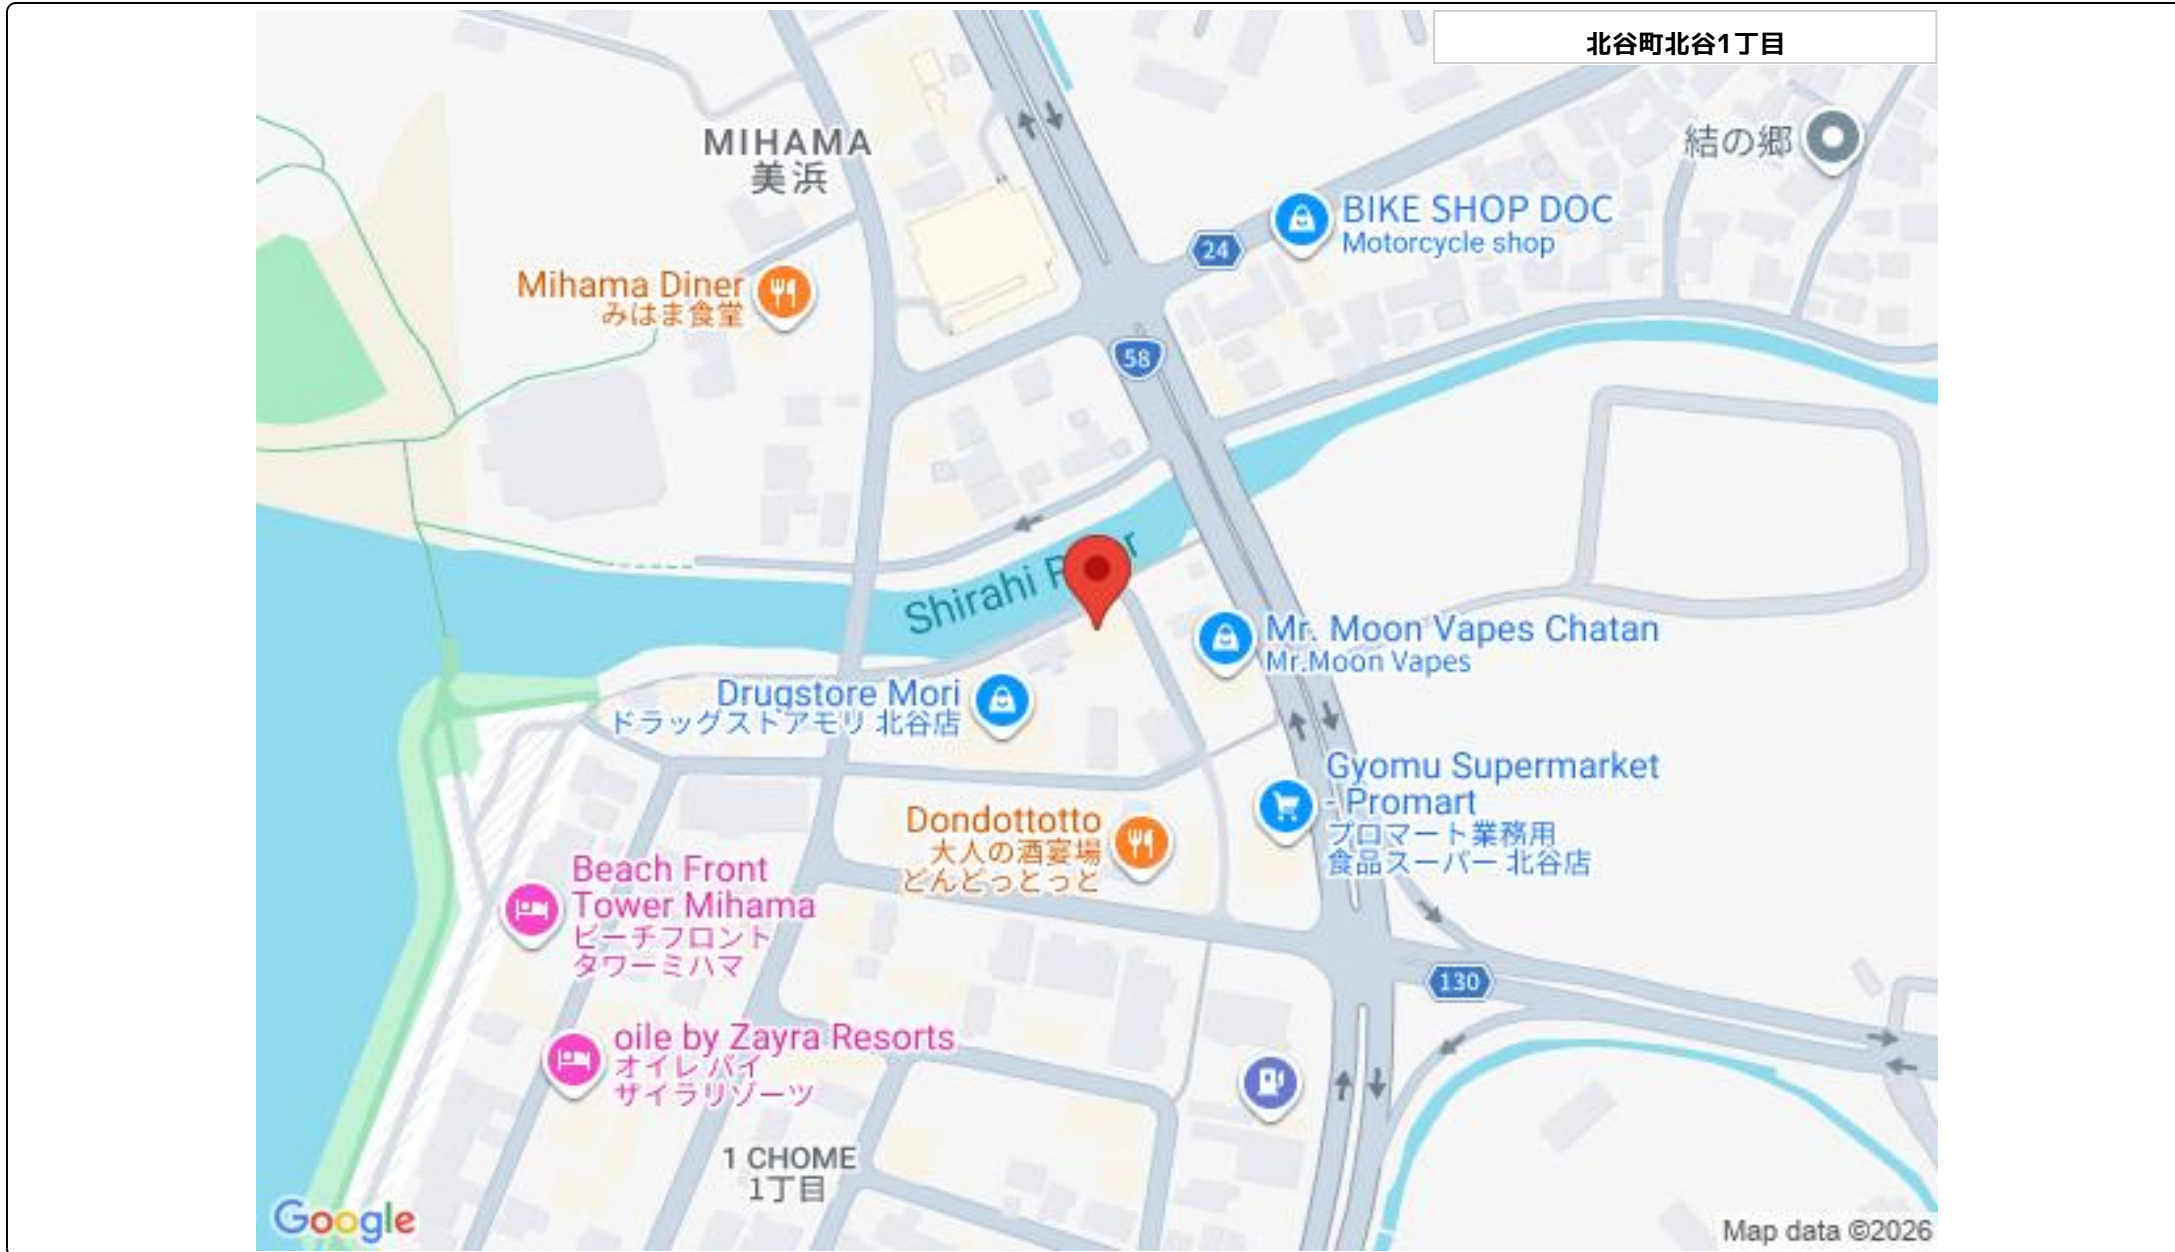 北谷町北谷1丁目
MIHAMA
美浜
結の郷
BIKE SHOP DOC
Motorcycle shop
24
Mihama Diner
みはま食堂
58
Shirahi
Mr. Moon Vapes Chatan
Mr.Moon Vapes
Drugstore Mori
ドラッグストアモリ 北谷店
Gyomu Supermarket
- Promart
プロマート業務用
食品スーパー 北谷店
Dondottotto
大人の酒宴場
どんどっとっと
Beach Front
Tower Mihama
ビーチフロント
タワーミハマ
130
oile by Zayra Resorts
オイレ バイ
ザイラリゾーツ
1 CHOME
1丁目
Google
Map data ©2026